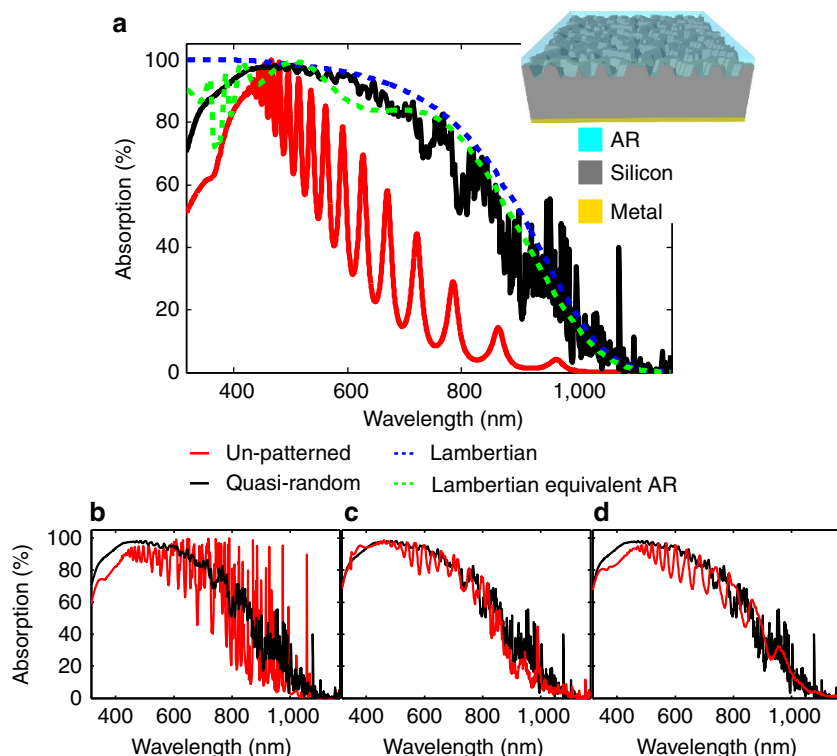 a
100
80
60
40
20
0
Absorption (%)
400
600
800
1,000
Wavelength (nm)
AR
Silicon
Metal
Un-patterned
Lambertian
Quasi-random
Lambertian equivalent AR
b
c
d
100
80
60
40
20
0
Absorption (%)
400 600 800 1,000
400 600 800 1,000
400 600 800 1,000
Wavelength (nm)
Wavelength (nm)
Wavelength (nm)